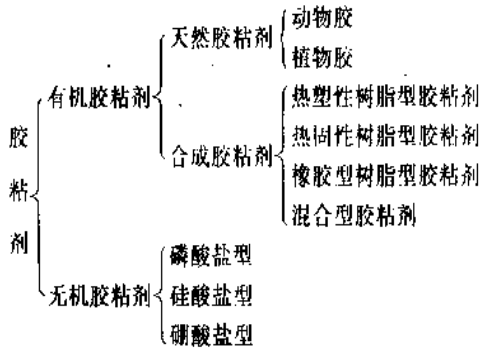 胶粘剂
有机胶粘剂
天然胶粘剂
动物胶
植物胶
合成胶粘剂
热塑性树脂型胶粘剂
热固性树脂型胶粘剂
橡胶型树脂型胶粘剂
混合型胶粘剂
无机胶粘剂
磷酸盐型
硅酸盐型
硼酸盐型